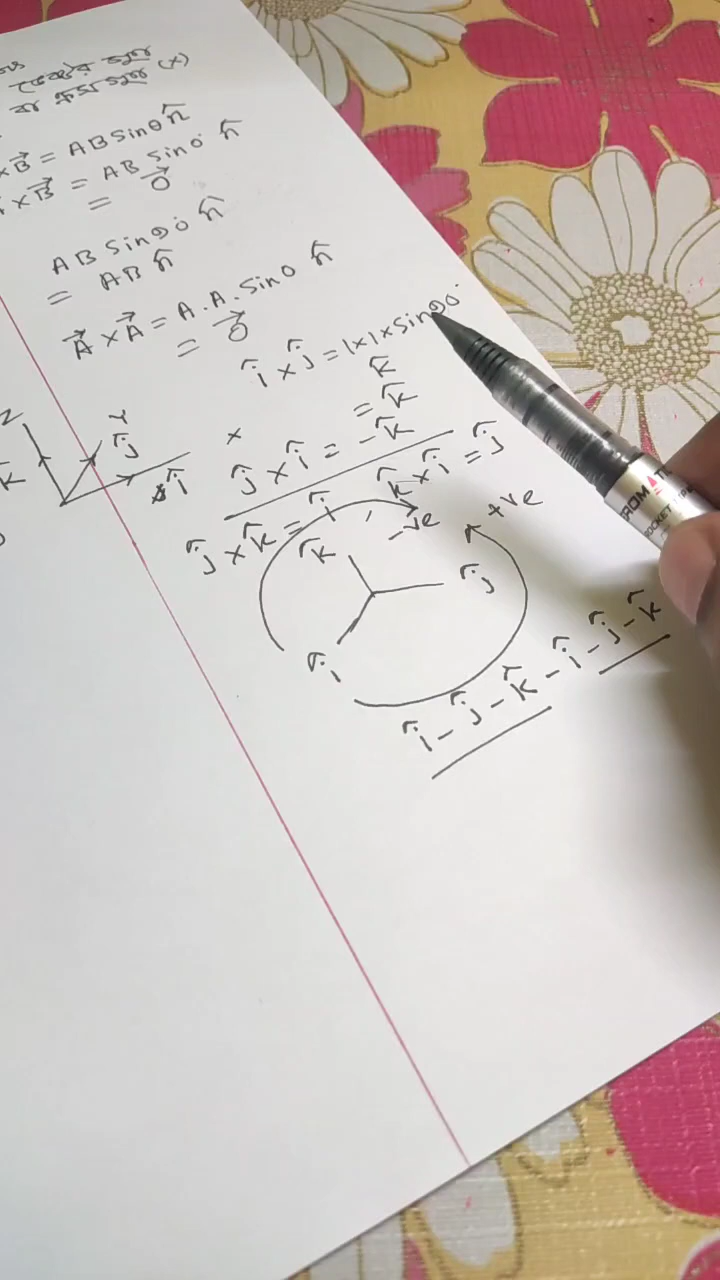 ভেক্টর গুন
বা ক্রস গুন (×)
×B⃗ = AB Sinθ n̂
×B⃗ = AB Sin0° n̂
= 0⃗
AB Sin90° n̂
= AB n̂
A⃗ × A⃗ = A.A. Sin0 n̂
= 0⃗
î × ĵ = 1×1×Sin90°
k̂
= k̂
×
ĵ × î = -k̂
ĵ × k̂ = î, k̂ × î = ĵ
Z
Y
k̂
ĵ
î
-ve
+ve
k̂
ĵ
î
î - ĵ - k̂ - î - ĵ - k̂